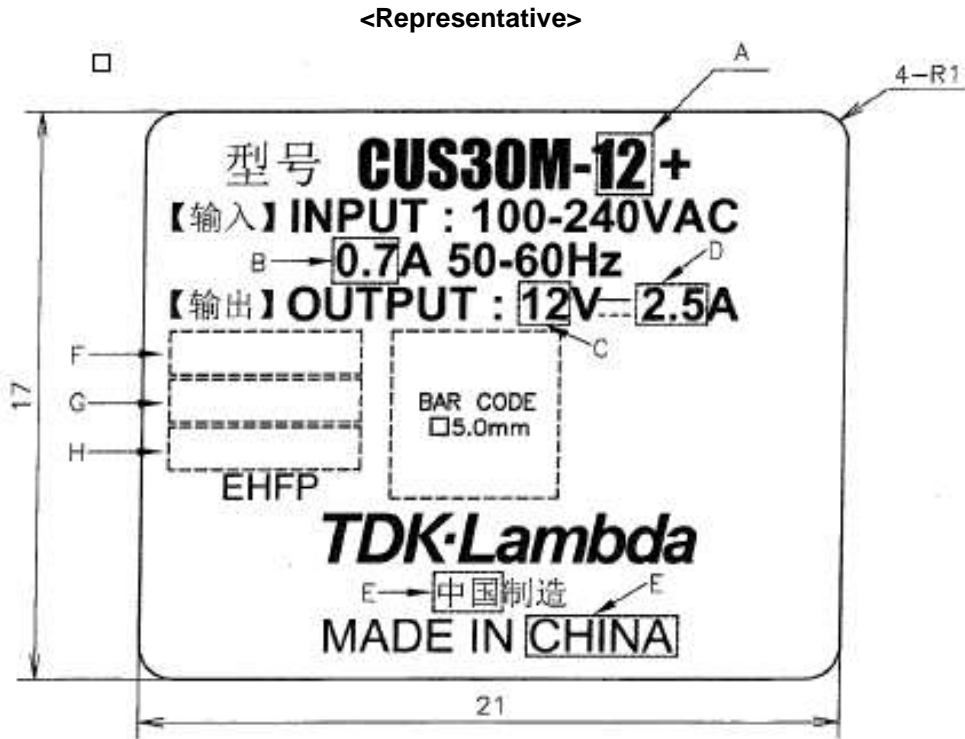 <Representative>
A
4-R1
型号 CUS30M-12+
【输入】INPUT : 100-240VAC
B 0.7A 50-60Hz D
【输出】OUTPUT : 12V 2.5A
C
F
G
H
BAR CODE
□5.0mm
EHFP
TDK·Lambda
E 中国制造 E
MADE IN CHINA
17
21